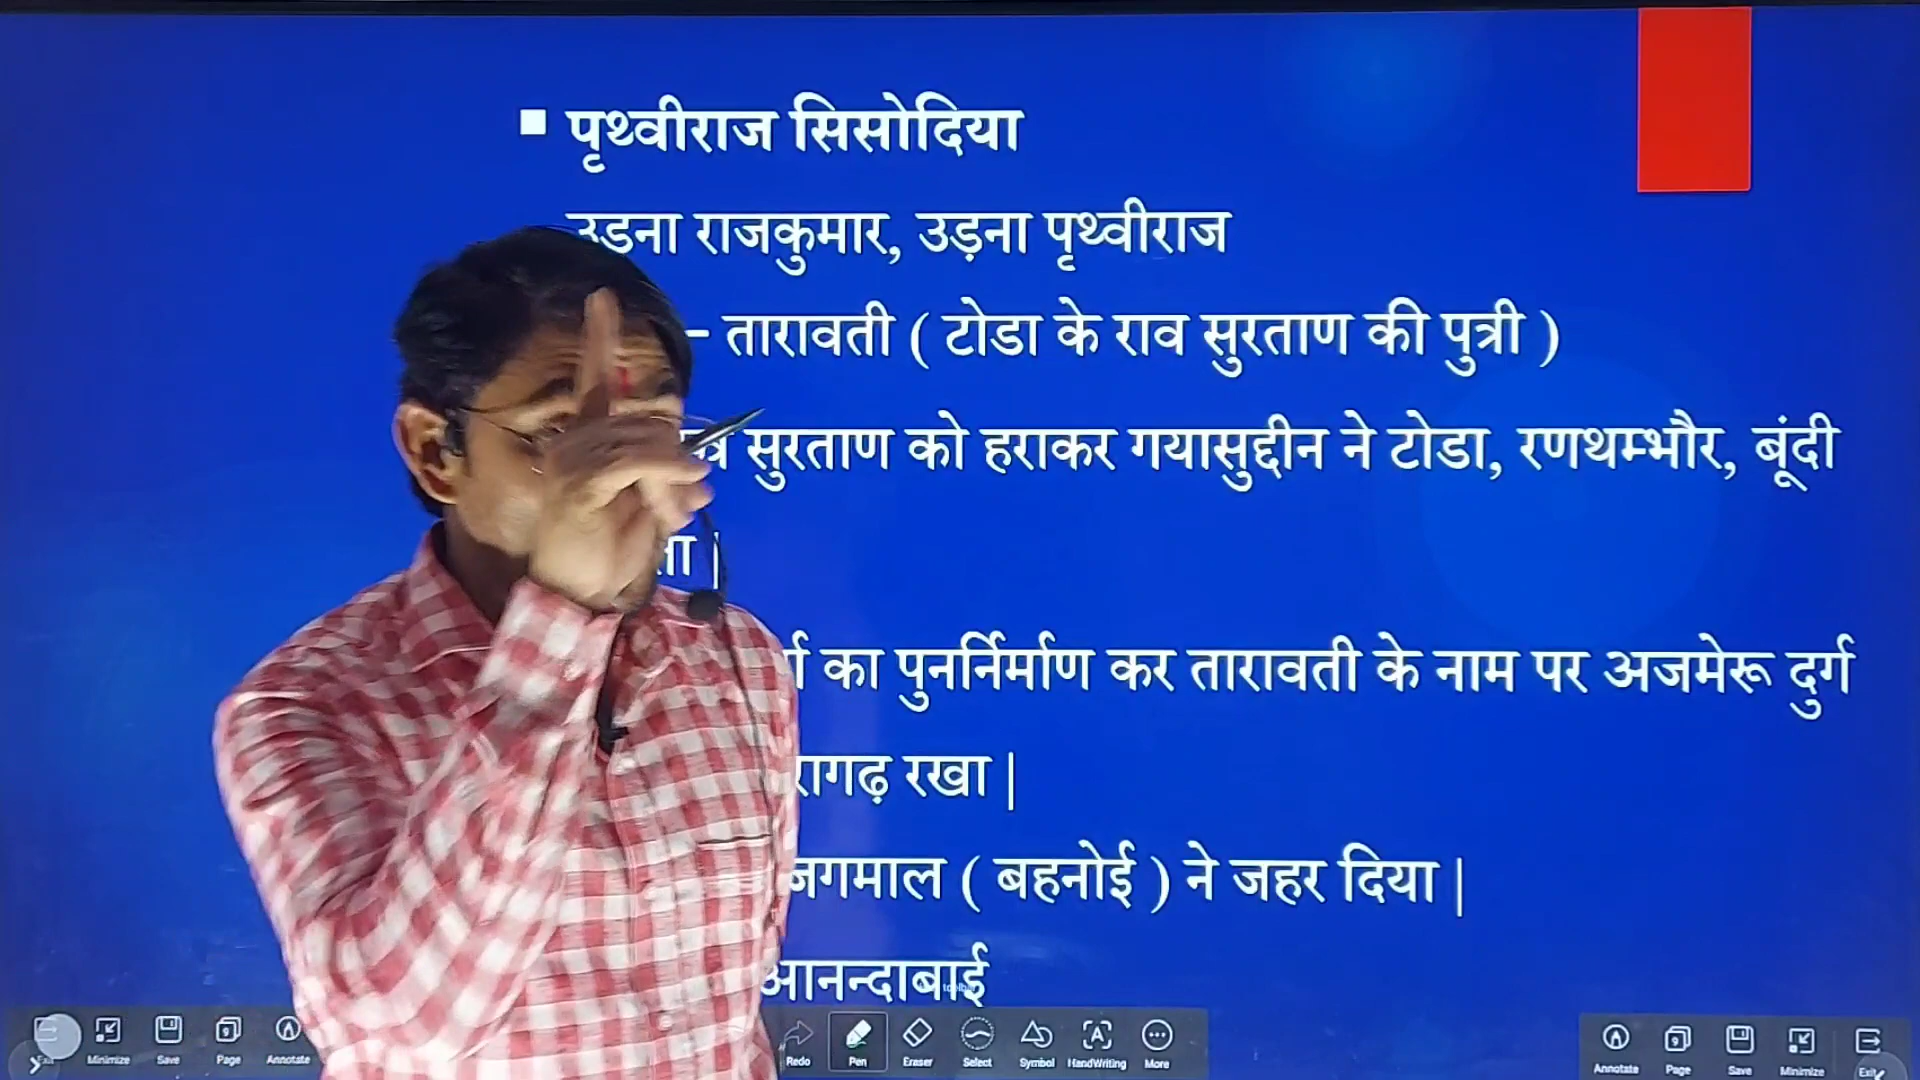 पृथ्वीराज सिसोदिया
उड़ना राजकुमार, उड़ना पृथ्वीराज
– तारावती ( टोडा के राव सुरताण की पुत्री )
सुरताण को हराकर गयासुद्दीन ने टोडा, रणथम्भौर, बूंदी
|
का पुनर्निर्माण कर तारावती के नाम पर अजमेरू दुर्ग
रखा |
जगमाल ( बहनोई ) ने जहर दिया |
आनन्दाबाई
Exit Minimize Save Page Annotate Redo Pen Eraser Select Symbol HandWriting More Annotate Page Save Minimize Exit